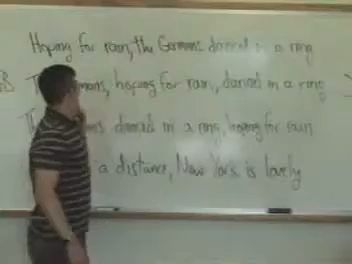 Hoping for rain, the Germans danced in a ring
mans, hoping for rain, danced in a ring
danced in a ring, hoping for rain
a distance, New York is lovely